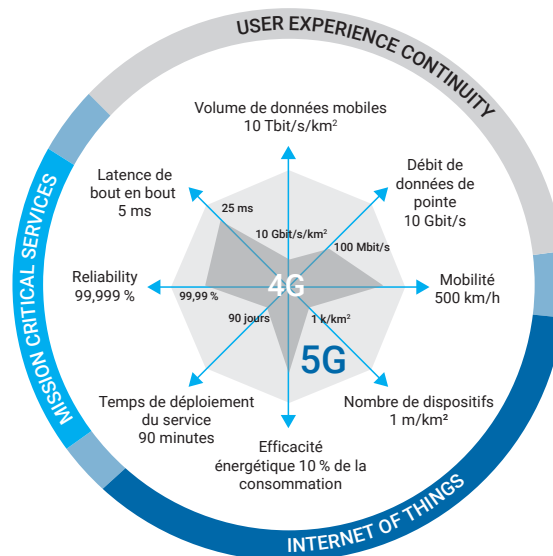 USER EXPERIENCE CONTINUITY
Volume de données mobiles
10 Tbit/s/km²
Latence de
bout en bout
5 ms
Débit de
données de
pointe
10 Gbit/s
25 ms
10 Gbit/s/km²
100 Mbit/s
Reliability
99,999 %
99,99 %
4G
Mobilité
500 km/h
90 jours
1 k/km²
5G
Temps de déploiement
du service
90 minutes
Efficacité
énergétique 10 % de la
consommation
Nombre de dispositifs
1 m/km²
MISSION CRITICAL SERVICES
INTERNET OF THINGS